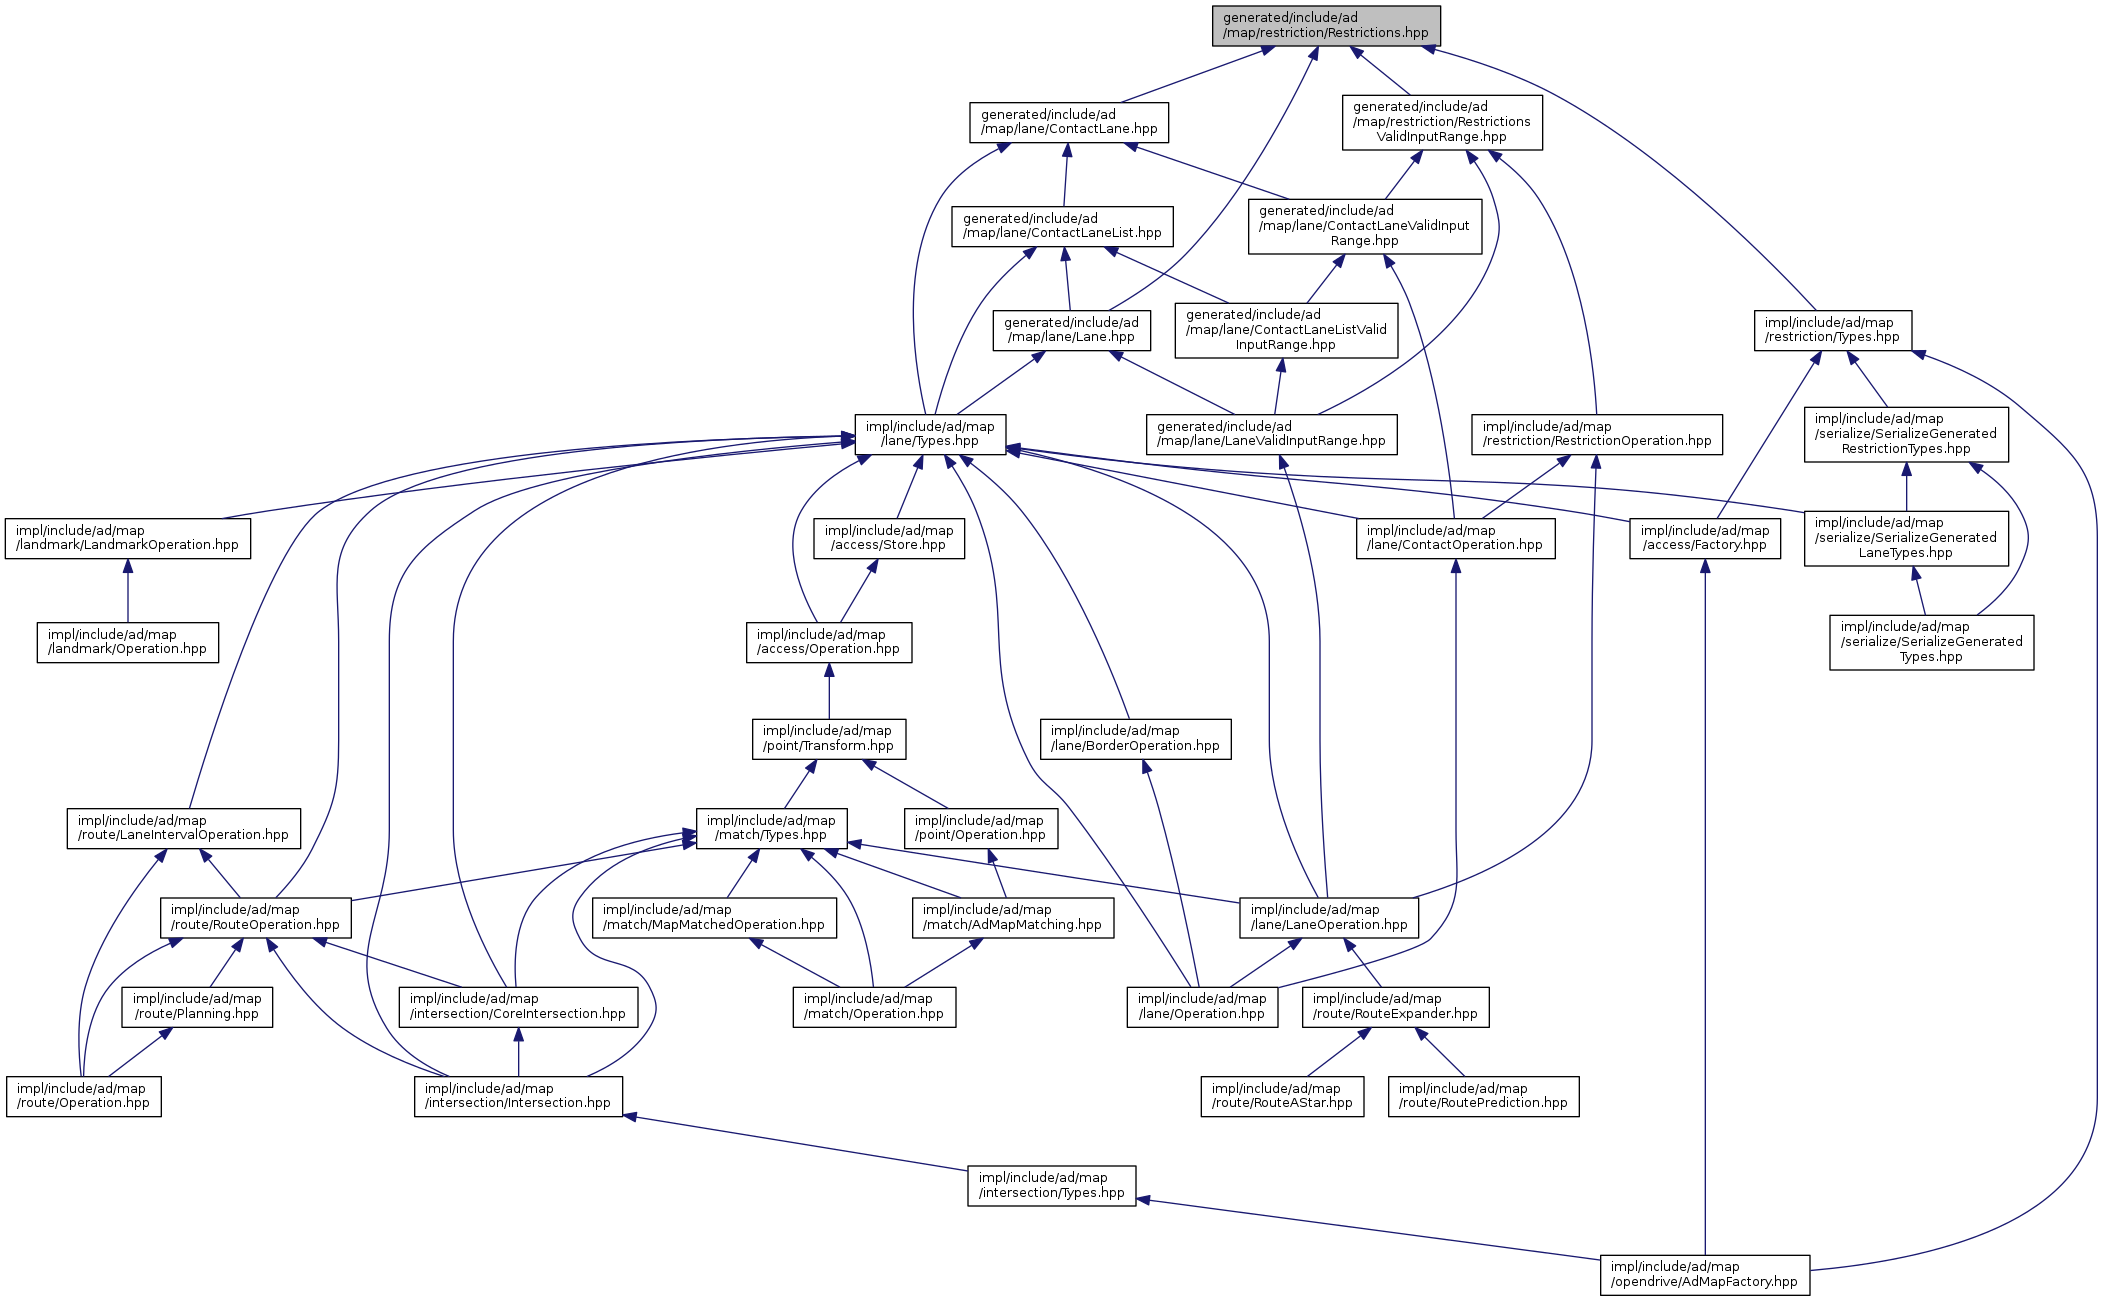 generated/include/ad
/map/restriction/Restrictions.hpp
generated/include/ad
/map/lane/ContactLane.hpp
generated/include/ad
/map/restriction/Restrictions
ValidInputRange.hpp
generated/include/ad
/map/lane/ContactLaneList.hpp
generated/include/ad
/map/lane/ContactLaneValidInput
Range.hpp
generated/include/ad
/map/lane/Lane.hpp
generated/include/ad
/map/lane/ContactLaneListValid
InputRange.hpp
impl/include/ad/map
/restriction/Types.hpp
impl/include/ad/map
/lane/Types.hpp
generated/include/ad
/map/lane/LaneValidInputRange.hpp
impl/include/ad/map
/restriction/RestrictionOperation.hpp
impl/include/ad/map
/serialize/SerializeGenerated
RestrictionTypes.hpp
impl/include/ad/map
/landmark/LandmarkOperation.hpp
impl/include/ad/map
/access/Store.hpp
impl/include/ad/map
/lane/ContactOperation.hpp
impl/include/ad/map
/access/Factory.hpp
impl/include/ad/map
/serialize/SerializeGenerated
LaneTypes.hpp
impl/include/ad/map
/landmark/Operation.hpp
impl/include/ad/map
/access/Operation.hpp
impl/include/ad/map
/serialize/SerializeGenerated
Types.hpp
impl/include/ad/map
/point/Transform.hpp
impl/include/ad/map
/lane/BorderOperation.hpp
impl/include/ad/map
/route/LaneIntervalOperation.hpp
impl/include/ad/map
/match/Types.hpp
impl/include/ad/map
/point/Operation.hpp
impl/include/ad/map
/route/RouteOperation.hpp
impl/include/ad/map
/match/MapMatchedOperation.hpp
impl/include/ad/map
/match/AdMapMatching.hpp
impl/include/ad/map
/lane/LaneOperation.hpp
impl/include/ad/map
/route/Planning.hpp
impl/include/ad/map
/intersection/CoreIntersection.hpp
impl/include/ad/map
/match/Operation.hpp
impl/include/ad/map
/lane/Operation.hpp
impl/include/ad/map
/route/RouteExpander.hpp
impl/include/ad/map
/route/Operation.hpp
impl/include/ad/map
/intersection/Intersection.hpp
impl/include/ad/map
/route/RouteAStar.hpp
impl/include/ad/map
/route/RoutePrediction.hpp
impl/include/ad/map
/intersection/Types.hpp
impl/include/ad/map
/opendrive/AdMapFactory.hpp